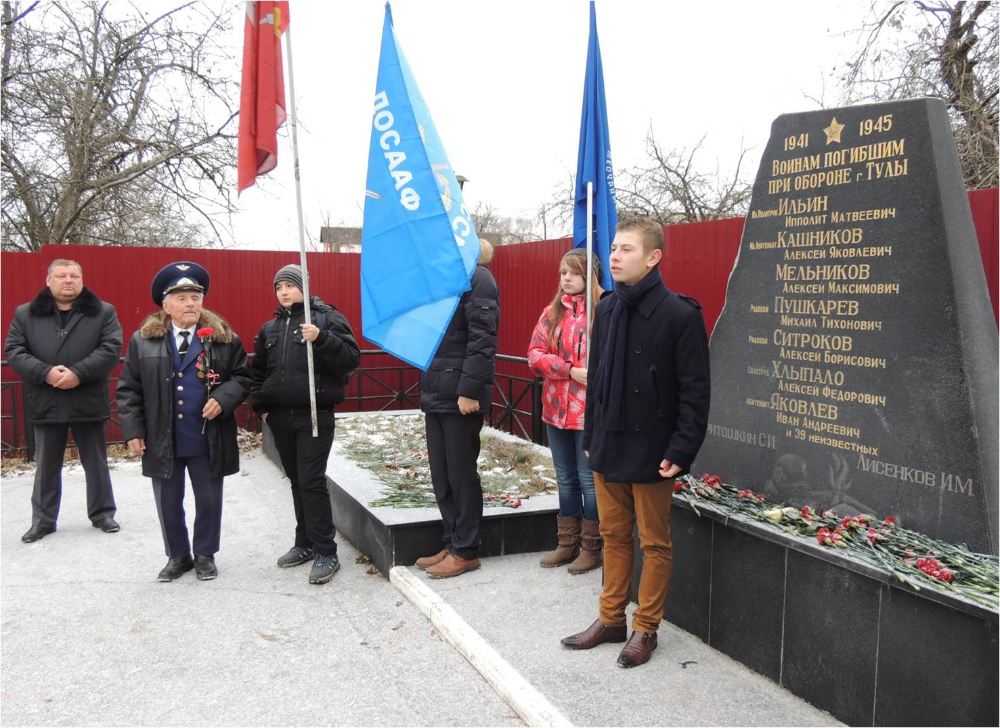 ДОСААФ
1941 1945
ВОИНАМ ПОГИБШИМ
ПРИ ОБОРОНЕ г. ТУЛЫ
МЛ.ПОЛИТРУК ИЛЬИН
ИППОЛИТ МАТВЕЕВИЧ
МЛ.ЛЕЙТЕНАНТ КАШНИКОВ
АЛЕКСЕЙ ЯКОВЛЕВИЧ
МЕЛЬНИКОВ
АЛЕКСЕЙ МАКСИМОВИЧ
РЯДОВОЙ ПУШКАРЕВ
МИХАИЛ ТИХОНОВИЧ
РЯДОВОЙ СИТРОКОВ
АЛЕКСЕЙ БОРИСОВИЧ
ПОЛИТРУК ХЛЫПАЛО
АЛЕКСЕЙ ФЕДОРОВИЧ
ЛЕЙТЕНАНТ ЯКОВЛЕВ
ИВАН АНДРЕЕВИЧ
И 39 НЕИЗВЕСТНЫХ
РИТОШКИН С.И
ЛИСЕНКОВ И.М